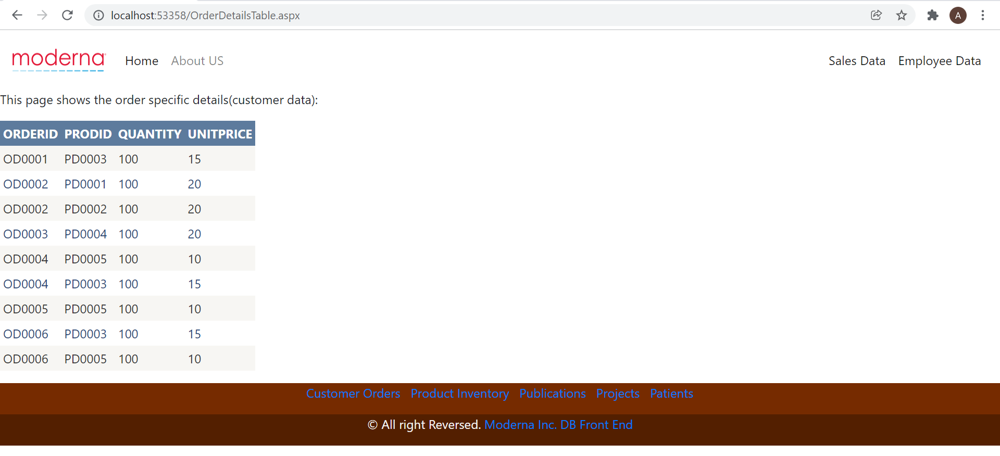 localhost:53358/OrderDetailsTable.aspx
A
moderna
Home About US Sales Data Employee Data
This page shows the order specific details(customer data):
ORDERID PRODID QUANTITY UNITPRICE
OD0001 PD0003 100 15
OD0002 PD0001 100 20
OD0002 PD0002 100 20
OD0003 PD0004 100 20
OD0004 PD0005 100 10
OD0004 PD0003 100 15
OD0005 PD0005 100 10
OD0006 PD0003 100 15
OD0006 PD0005 100 10
Customer Orders Product Inventory Publications Projects Patients
© All right Reversed. Moderna Inc. DB Front End